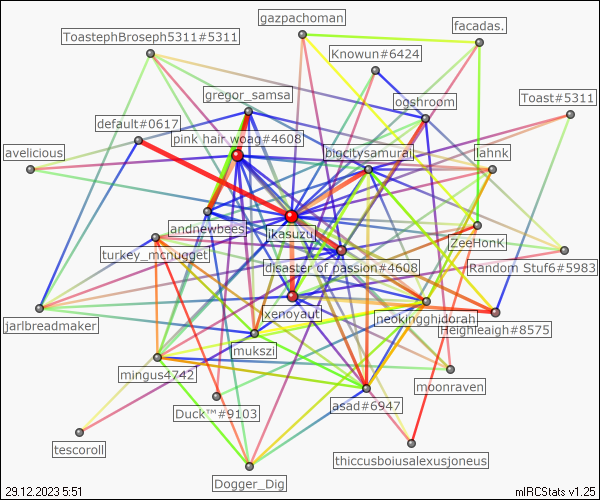 gazpachoman
facadas.
ToastephBroseph5311#5311
Knowun#6424
gregor_samsa
ogshroom
Toast#5311
default#0617
pink hair woag#4608
avelicious
bigcitysamurai
lahnk
andnewbees
ikasuzu
ZeeHonK
turkey_mcnugget
disaster of passion#4608
Random Stuf6#5983
xenoyaut
neokingghidorah
jarlbreadmaker
Heighleaigh#8575
mukszi
mingus4742
moonraven
Duck™#9103
asad#6947
tescoroll
thiccusboiusalexusjoneus
Dogger_Dig
29.12.2023 5:51
mIRCStats v1.25